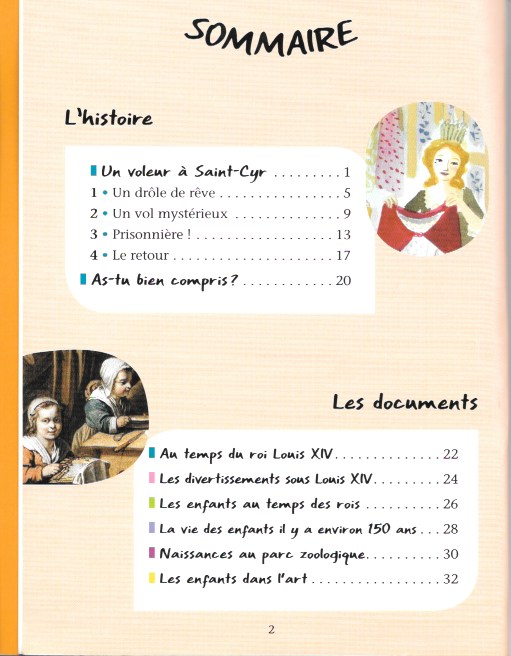 SOMMAIRE
L'histoire
Un voleur à Saint-Cyr ......... 1
1 • Un drôle de rêve .................. 5
2 • Un vol mystérieux ............... 9
3 • Prisonnière ! ..................... 13
4 • Le retour ........................ 17
As-tu bien compris ? ............ 20
Les documents
Au temps du roi Louis XIV .............. 22
Les divertissements sous Louis XIV ......... 24
Les enfants au temps des rois .......... 26
La vie des enfants il y a environ 150 ans ... 28
Naissances au parc zoologique .......... 30
Les enfants dans l'art ................. 32
2